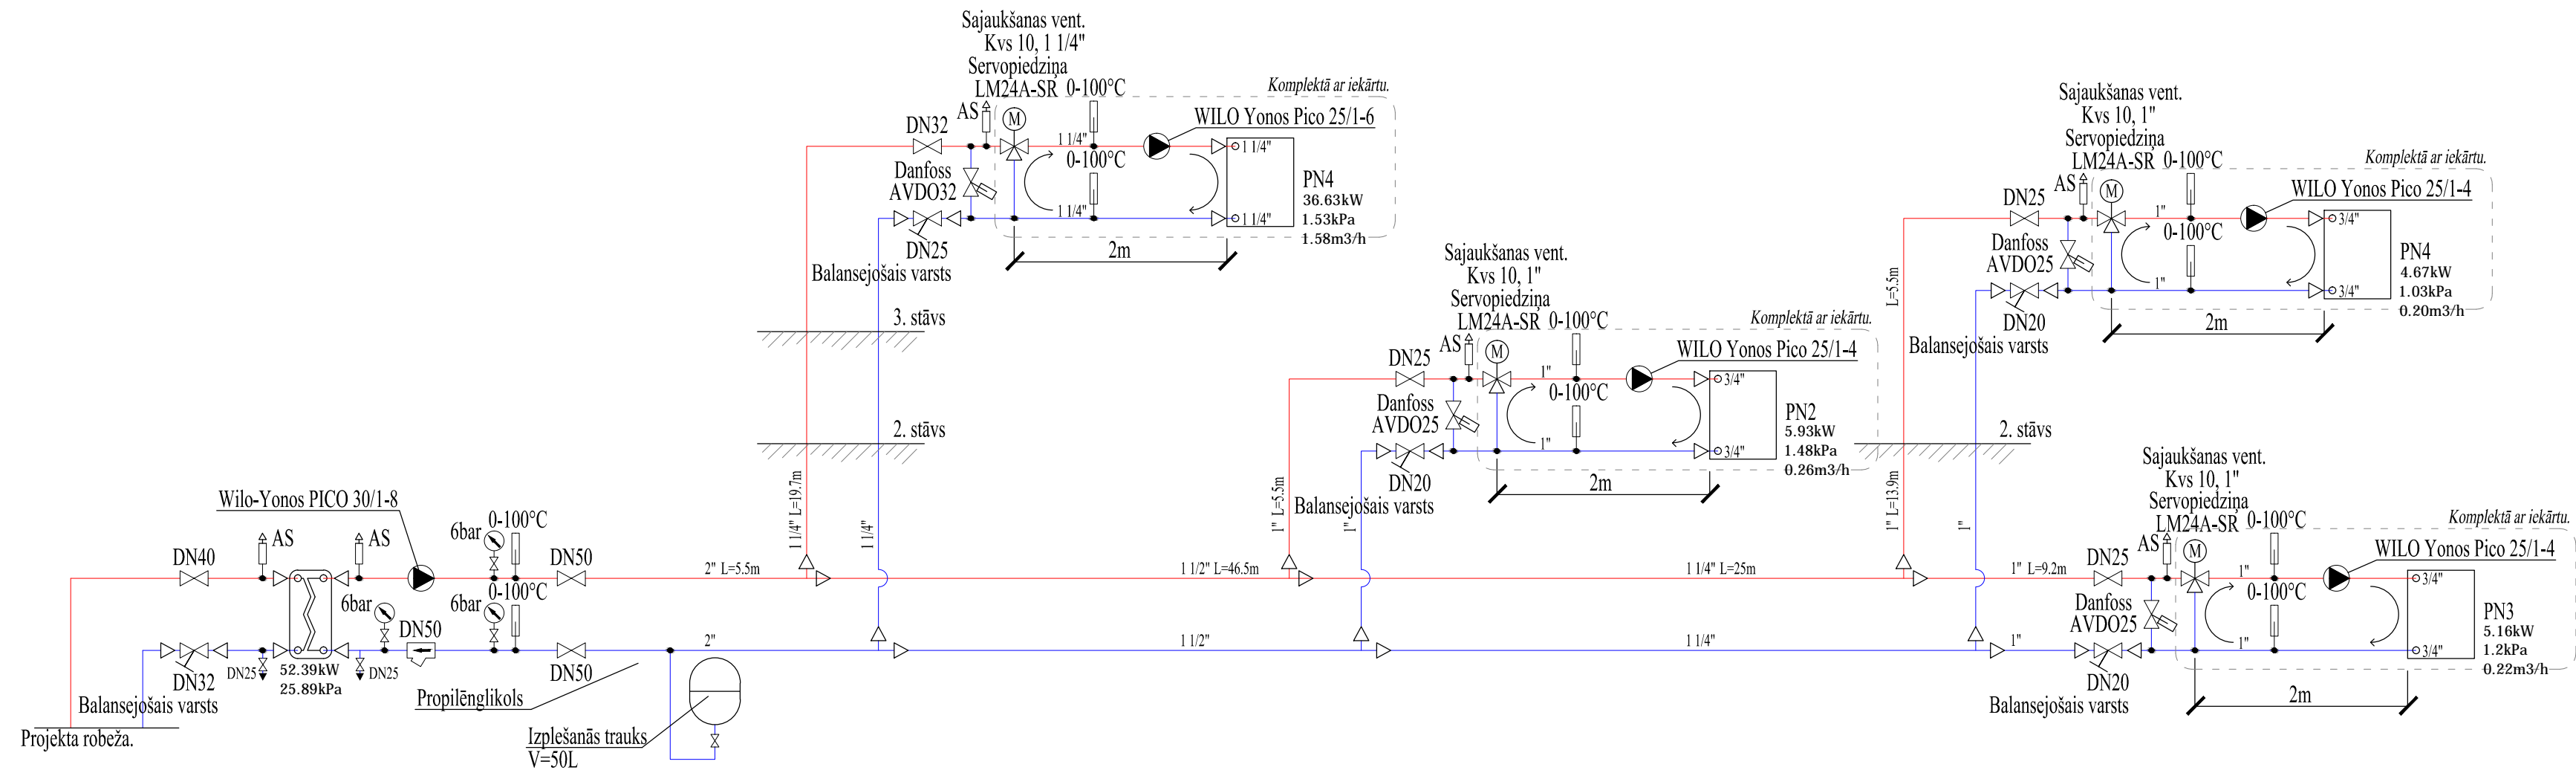 Sajaukšanas vent.
Kvs 10, 1 1/4"
Servopiedziņa
LM24A-SR 0-100°C
Komplektā ar iekārtu.
AS
M
WILO Yonos Pico 25/1-6
DN32
1 1/4"
0-100°C
1 1/4"
Danfoss
AVDO32
PN4
36.63kW
1.53kPa
1.58m3/h
1 1/4"
1 1/4"
DN25
Balansejošais varsts
2m
3. stāvs
2. stāvs
1 1/4" L=19.7m
1 1/4"
Sajaukšanas vent.
Kvs 10, 1"
Servopiedziņa
LM24A-SR 0-100°C
Komplektā ar iekārtu.
AS
M
WILO Yonos Pico 25/1-4
DN25
1"
0-100°C
3/4"
Danfoss
AVDO25
PN2
5.93kW
1.48kPa
0.26m3/h
1"
3/4"
DN20
Balansejošais varsts
2m
1" L=5.5m
1"
Sajaukšanas vent.
Kvs 10, 1"
Servopiedziņa
LM24A-SR 0-100°C
Komplektā ar iekārtu.
AS
M
WILO Yonos Pico 25/1-4
DN25
1"
0-100°C
3/4"
Danfoss
AVDO25
PN4
4.67kW
1.03kPa
0.20m3/h
1"
3/4"
DN20
Balansejošais varsts
2m
L=5.5m
2. stāvs
1" L=13.9m
1"
Sajaukšanas vent.
Kvs 10, 1"
Servopiedziņa
LM24A-SR 0-100°C
Komplektā ar iekārtu.
AS
M
WILO Yonos Pico 25/1-4
DN25
1"
0-100°C
3/4"
Danfoss
AVDO25
PN3
5.16kW
1.2kPa
0.22m3/h
1"
3/4"
DN20
Balansejošais varsts
2m
Wilo-Yonos PICO 30/1-8
DN40
AS
AS
6bar
0-100°C
DN50
2" L=5.5m
1 1/2" L=46.5m
1 1/4" L=25m
1" L=9.2m
6bar
DN50
6bar
0-100°C
DN50
2"
1 1/2"
1 1/4"
1"
DN32
DN25
52.39kW
25.89kPa
DN25
Balansejošais varsts
Projekta robeža.
Propilēnglikols
Izplešanās trauks
V=50L